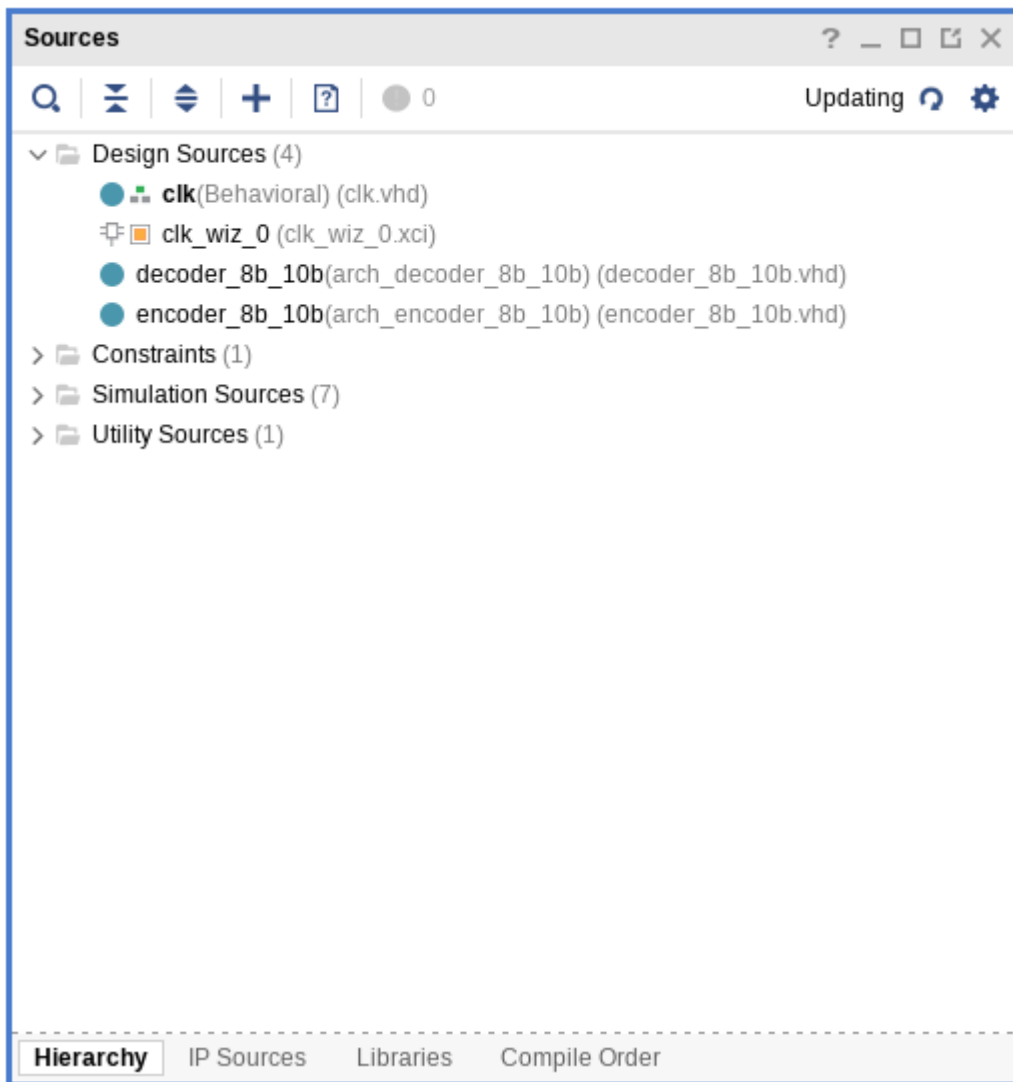 Sources
0 Updating
Design Sources (4)
clk(Behavioral) (clk.vhd)
clk_wiz_0 (clk_wiz_0.xci)
decoder_8b_10b(arch_decoder_8b_10b) (decoder_8b_10b.vhd)
encoder_8b_10b(arch_encoder_8b_10b) (encoder_8b_10b.vhd)
Constraints (1)
Simulation Sources (7)
Utility Sources (1)
Hierarchy IP Sources Libraries Compile Order